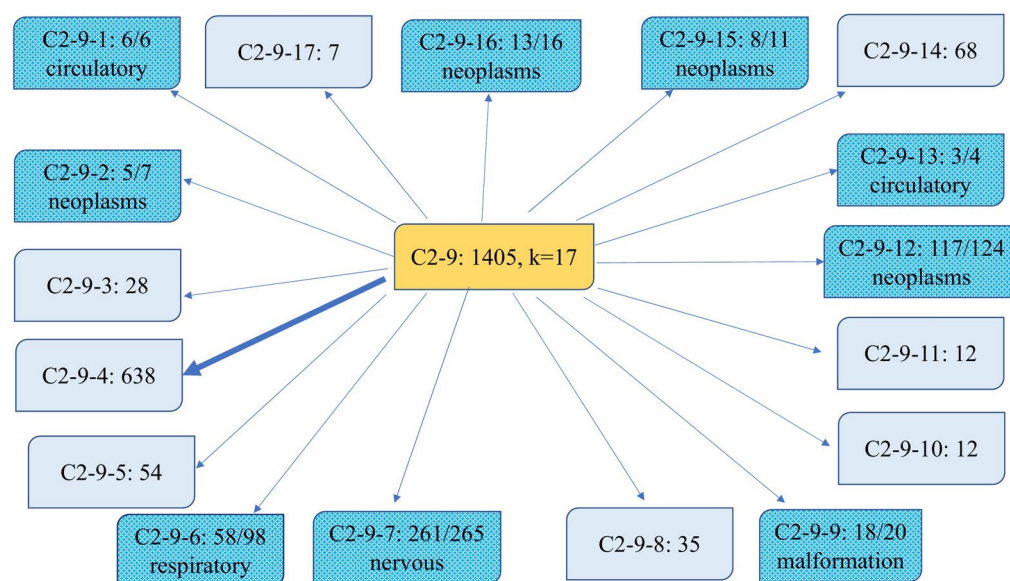 C2-9-1: 6/6
circulatory
C2-9-17: 7
C2-9-16: 13/16
neoplasms
C2-9-15: 8/11
neoplasms
C2-9-14: 68
C2-9-2: 5/7
neoplasms
C2-9-13: 3/4
circulatory
C2-9: 1405, k=17
C2-9-12: 117/124
neoplasms
C2-9-3: 28
C2-9-4: 638
C2-9-11: 12
C2-9-5: 54
C2-9-10: 12
C2-9-6: 58/98
respiratory
C2-9-7: 261/265
nervous
C2-9-8: 35
C2-9-9: 18/20
malformation